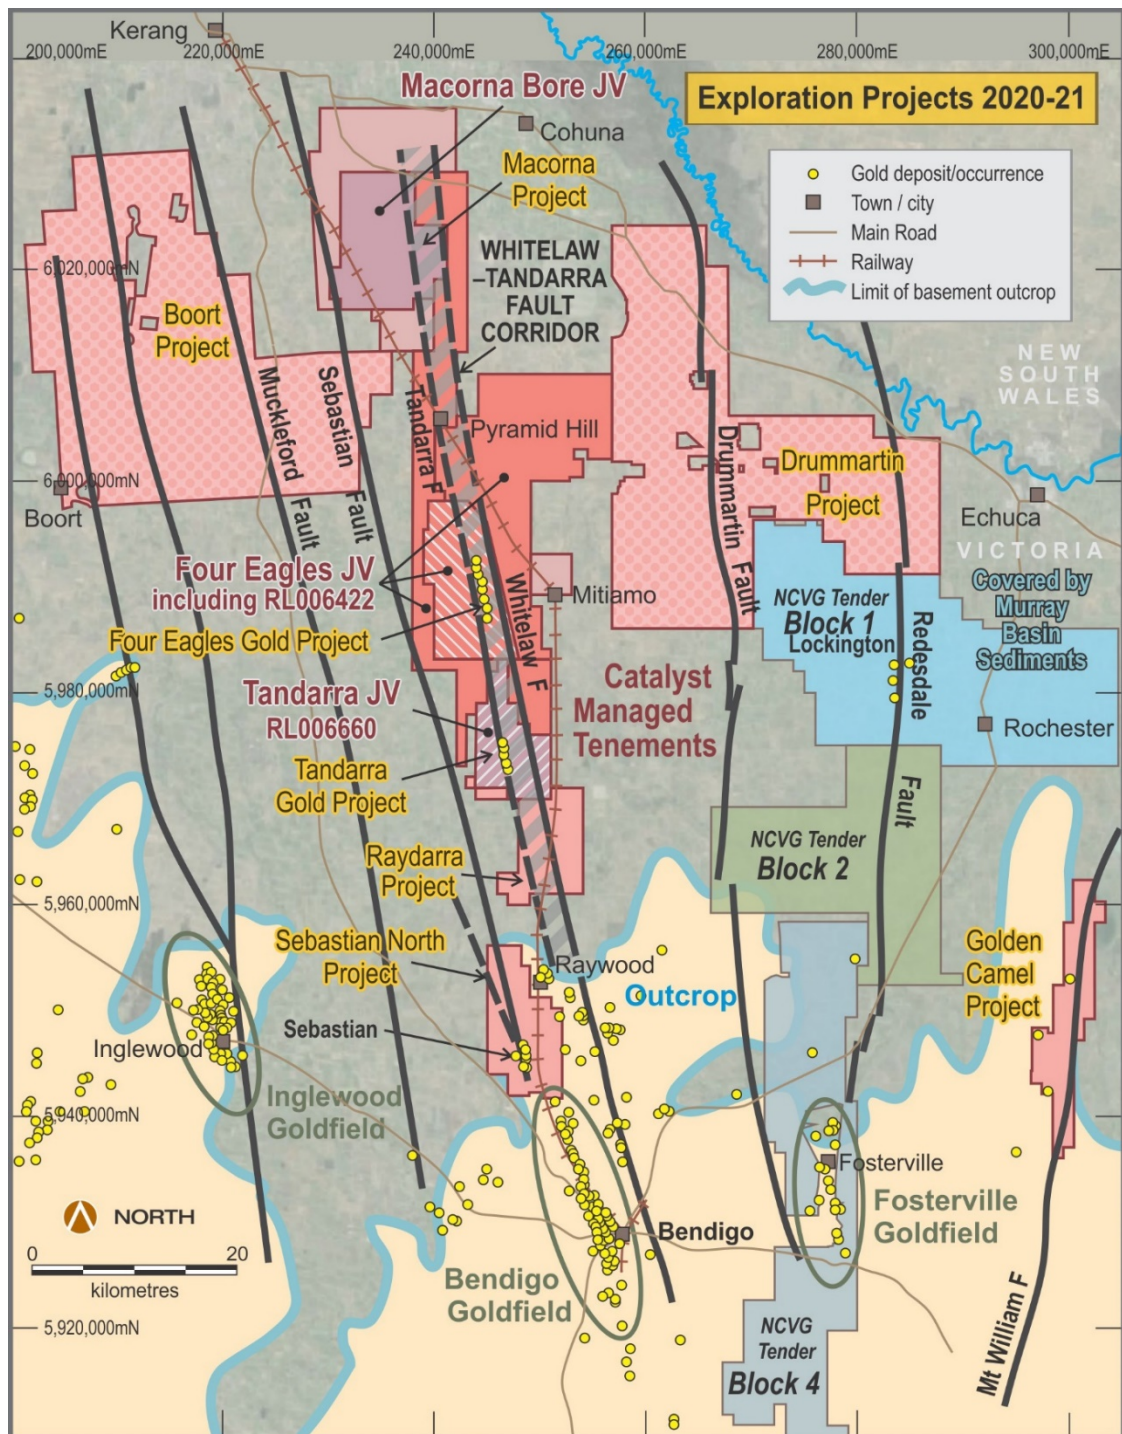 Kerang
200,000mE
220,000mE
240,000mE
260,000mE
280,000mE
300,000mE
Macorna Bore JV
Exploration Projects 2020-21
Cohuna
Macorna
Project
Gold deposit/occurrence
Town / city
Main Road
Railway
Limit of basement outcrop
WHITELAW
–TANDARRA
FAULT
CORRIDOR
6,020,000mN
Boort
Project
NEW
SOUTH
WALES
Muckleford
Fault
Sebastian
Fault
Tandarra F
Pyramid Hill
Drummartin
Fault
Drummartin
Project
6,000,000mN
Boort
Echuca
VICTORIA
Four Eagles JV
including RL006422
Four Eagles Gold Project
Whitelaw F
Mitiamo
NCVG Tender
Block 1
Lockington
Covered by
Murray
Basin
Sediments
Redesdale
Fault
5,980,000mN
Tandarra JV
RL006660
Catalyst
Managed
Tenements
Rochester
Tandarra
Gold Project
Raydarra
Project
NCVG Tender
Block 2
5,960,000mN
Sebastian North
Project
Raywood
Outcrop
Golden
Camel
Project
Sebastian
Inglewood
Inglewood
Goldfield
5,940,000mN
Fosterville
Fosterville
Goldfield
NORTH
0
20
kilometres
Bendigo
Bendigo
Goldfield
5,920,000mN
NCVG
Tender
Block 4
Mt William F